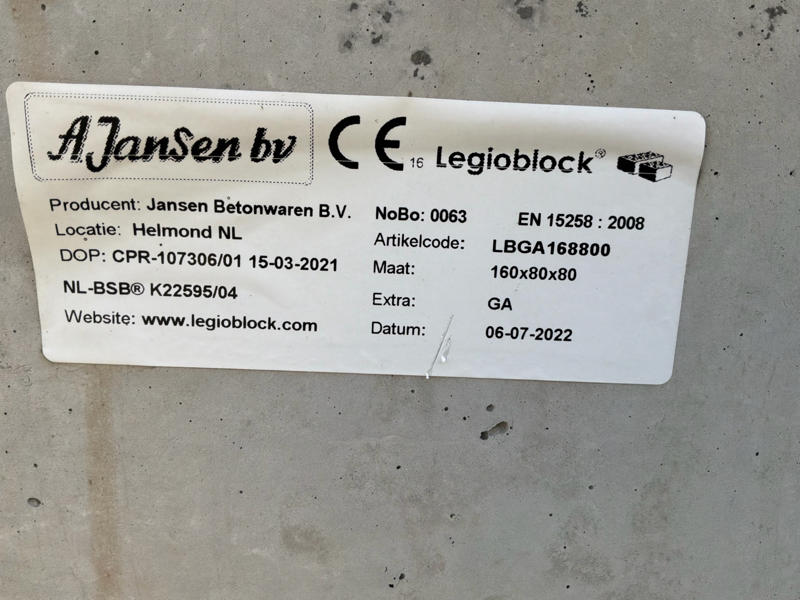 AJansen bv
CE 16
Legioblock®
Producent: Jansen Betonwaren B.V.
Locatie: Helmond NL
DOP: CPR-107306/01 15-03-2021
NL-BSB® K22595/04
Website: www.legioblock.com
NoBo: 0063 EN 15258 : 2008
Artikelcode: LBGA168800
Maat: 160x80x80
Extra: GA
Datum: 06-07-2022